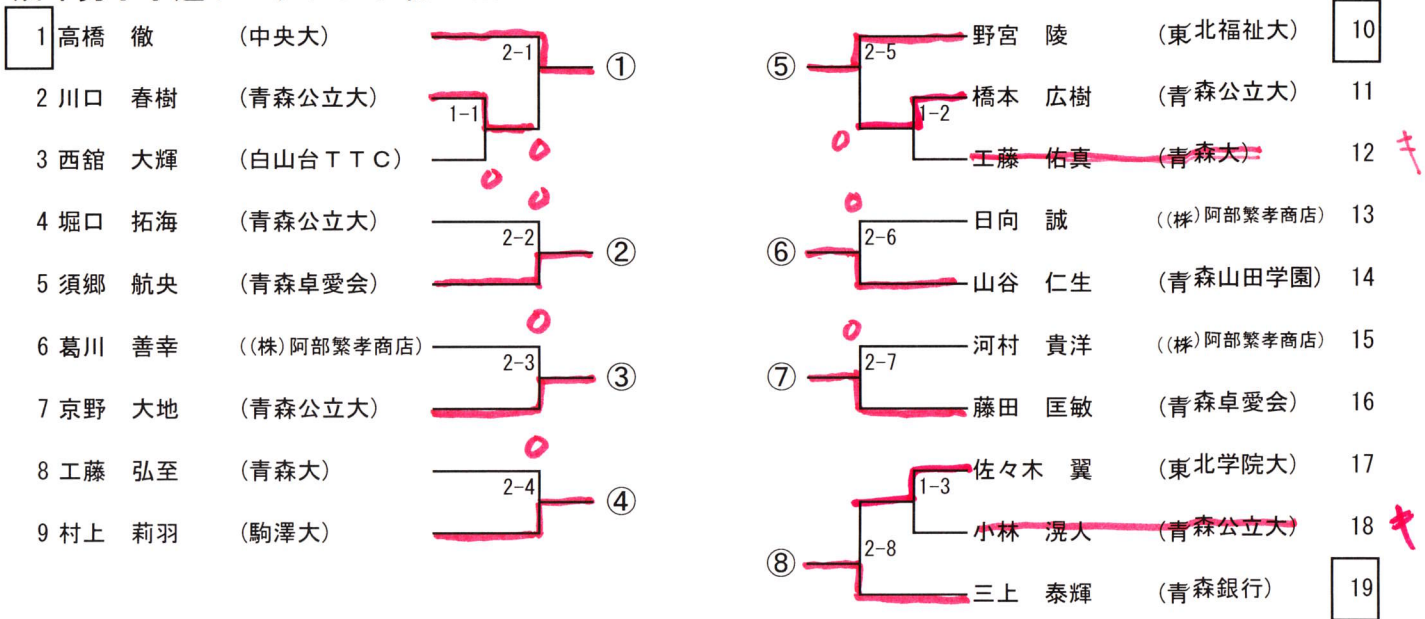 1 高橋 徹 (中央大)
2 川口 春樹 (青森公立大)
3 西舘 大輝 (白山台TTC)
4 堀口 拓海 (青森公立大)
5 須郷 航央 (青森卓愛会)
6 葛川 善幸 ((株)阿部繁孝商店)
7 京野 大地 (青森公立大)
8 工藤 弘至 (青森大)
9 村上 莉羽 (駒澤大)
2-1 ①
1-1
0
0
0
2-2 ②
0
2-3 ③
0
2-4 ④
野宮 陵 (東北福祉大) 10
橋本 広樹 (青森公立大) 11
工藤 佑真 (青森大) 12 キ
日向 誠 ((株)阿部繁孝商店) 13
山谷 仁生 (青森山田学園) 14
河村 貴洋 ((株)阿部繁孝商店) 15
藤田 匡敏 (青森卓愛会) 16
佐々木 翼 (東北学院大) 17
小林 滉人 (青森公立大) 18 キ
三上 泰輝 (青森銀行) 19
⑤ 2-5
1-2
0
0
⑥ 2-6
0
⑦ 2-7
1-3
⑧ 2-8